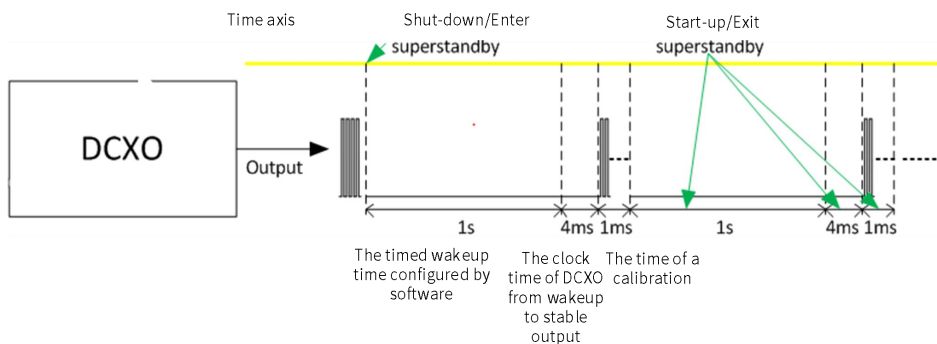 Time axis
Shut-down/Enter
superstandby
Start-up/Exit
superstandby
DCXO
Output
1s
4ms
1ms
1s
4ms
1ms
The timed wakeup
time configured by
software
The clock
time of DCXO
from wakeup
to stable
output
The time of a
calibration